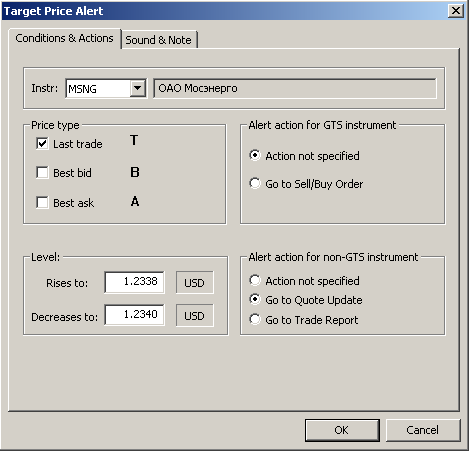 Target Price Alert
Conditions & Actions Sound & Note
Instr: MSNG ОАО Мосэнерго
Price type
Last trade T
Best bid B
Best ask A
Alert action for GTS instrument
Action not specified
Go to Sell/Buy Order
Level:
Rises to: 1.2338 USD
Decreases to: 1.2340 USD
Alert action for non-GTS instrument
Action not specified
Go to Quote Update
Go to Trade Report
OK Cancel